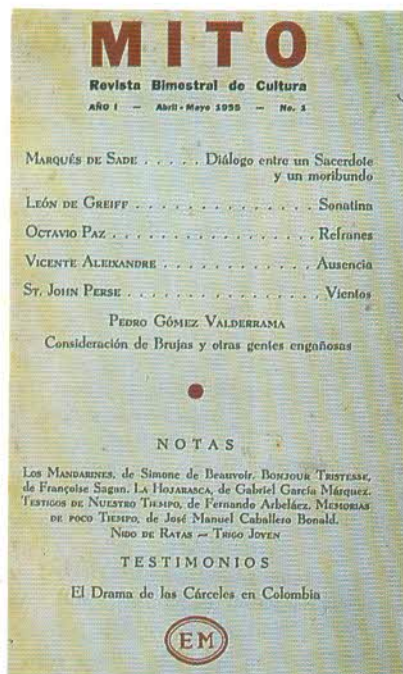 MITO
Revista Bimestral de Cultura
AÑO I — Abril - Mayo 1955 — No. 1
MARQUÉS DE SADE . . . . . Diálogo entre un Sacerdote
y un moribundo
LEÓN DE GREIFF . . . . . . . . . . . . . . . Sonatina
OCTAVIO PAZ . . . . . . . . . . . . . . . . . Refranes
VICENTE ALEIXANDRE . . . . . . . . . . . . Ausencia
ST. JOHN PERSE . . . . . . . . . . . . . . . . Vientos
PEDRO GÓMEZ VALDERRAMA
Consideración de Brujas y otras gentes engañosas
NOTAS
LOS MANDARINES, de Simone de Beauvoir. BONJOUR TRISTESSE,
de Françoise Sagan. LA HOJARASCA, de Gabriel García Márquez.
TESTIGOS DE NUESTRO TIEMPO, de Fernando Arbeláez. MEMORIAS
DE POCO TIEMPO, de José Manuel Caballero Bonald.
NIDO DE RATAS — TRIGO JOVEN
TESTIMONIOS
El Drama de las Cárceles en Colombia
EM